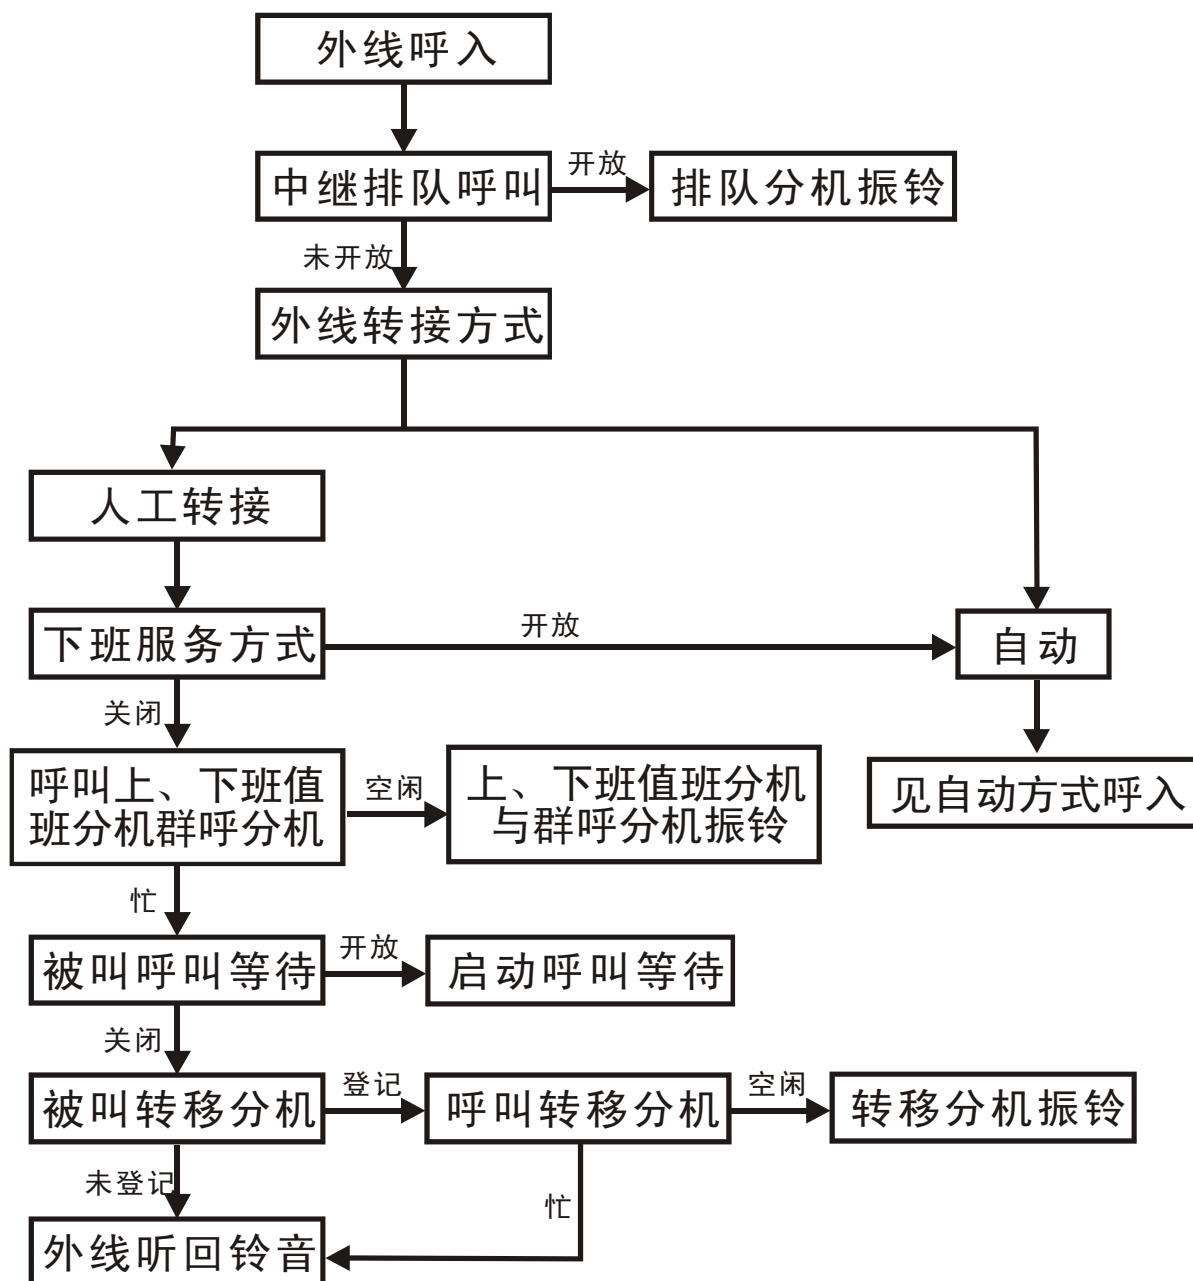 外线呼入
中继排队呼叫
开放
排队分机振铃
未开放
外线转接方式
人工转接
下班服务方式
开放
自动
关闭
呼叫上、下班值
班分机群呼分机
空闲
上、下班值班分机
与群呼分机振铃
见自动方式呼入
忙
被叫呼叫等待
开放
启动呼叫等待
关闭
被叫转移分机
登记
呼叫转移分机
空闲
转移分机振铃
未登记
忙
外线听回铃音